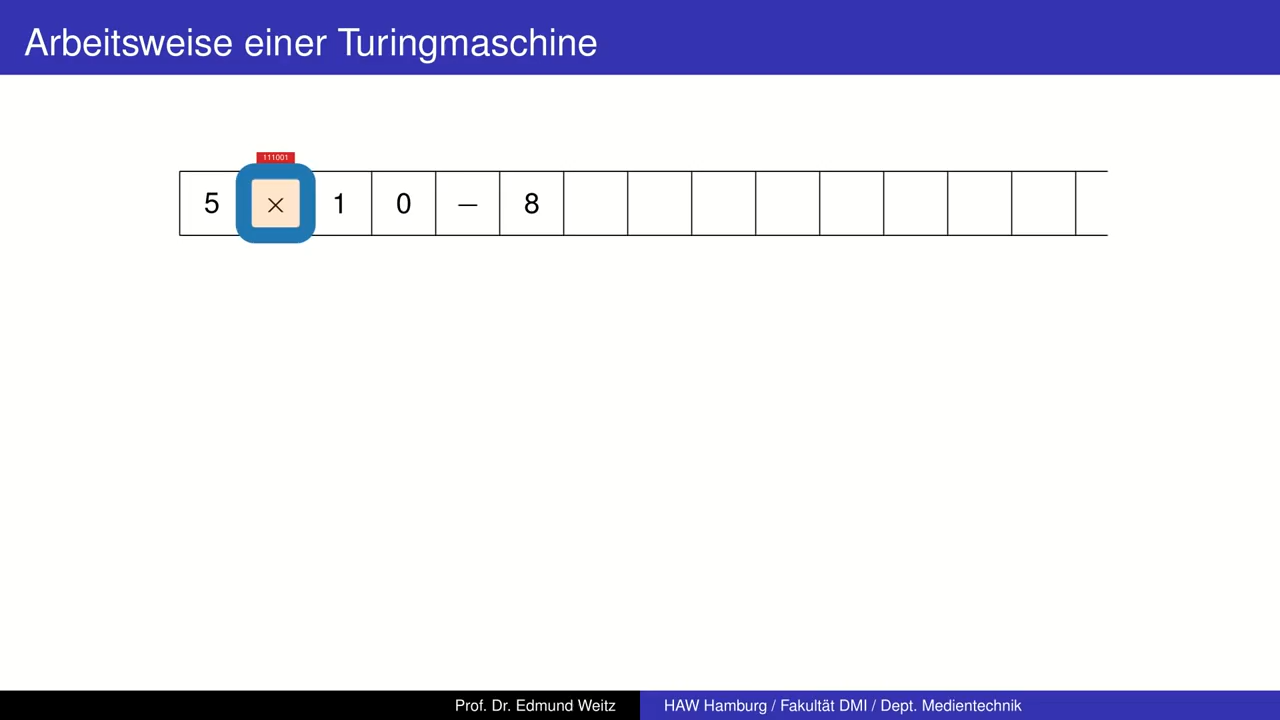 Arbeitsweise einer Turingmaschine
111001
5 × 1 0 − 8
Prof. Dr. Edmund Weitz
HAW Hamburg / Fakultät DMI / Dept. Medientechnik